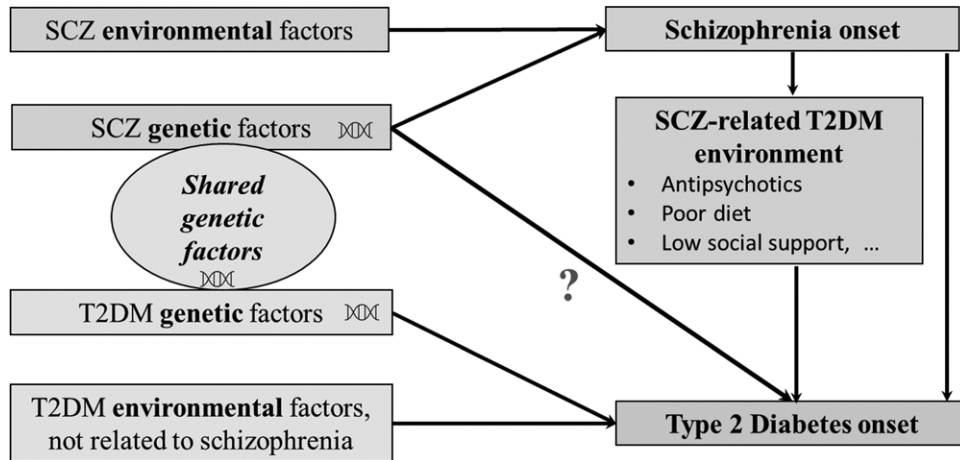 SCZ environmental factors
Schizophrenia onset
SCZ genetic factors
SCZ-related T2DM
environment
• Antipsychotics
• Poor diet
• Low social support, ...
Shared
genetic
factors
?
T2DM genetic factors
T2DM environmental factors,
not related to schizophrenia
Type 2 Diabetes onset